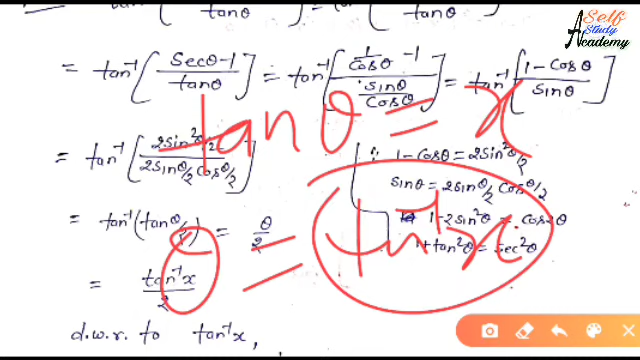 Self
Study
Academy
tanθ
tanθ
= tan⁻¹[(secθ-1)/tanθ] = tan⁻¹[(1/cosθ -1)/(sinθ/cosθ)] = tan⁻¹[(1-cosθ)/sinθ]
tanθ = x
= tan⁻¹[(2sin²θ/2)/(2sinθ/2 cosθ/2)]
∵ 1-cosθ = 2sin²θ/2
sinθ = 2sinθ/2 cosθ/2
1-2sin²θ = cos2θ
1+tan²θ = sec²θ
= tan⁻¹(tanθ/2) = θ/2
θ = tan⁻¹x
= tan⁻¹x/2
d.w.r. to tan⁻¹x,